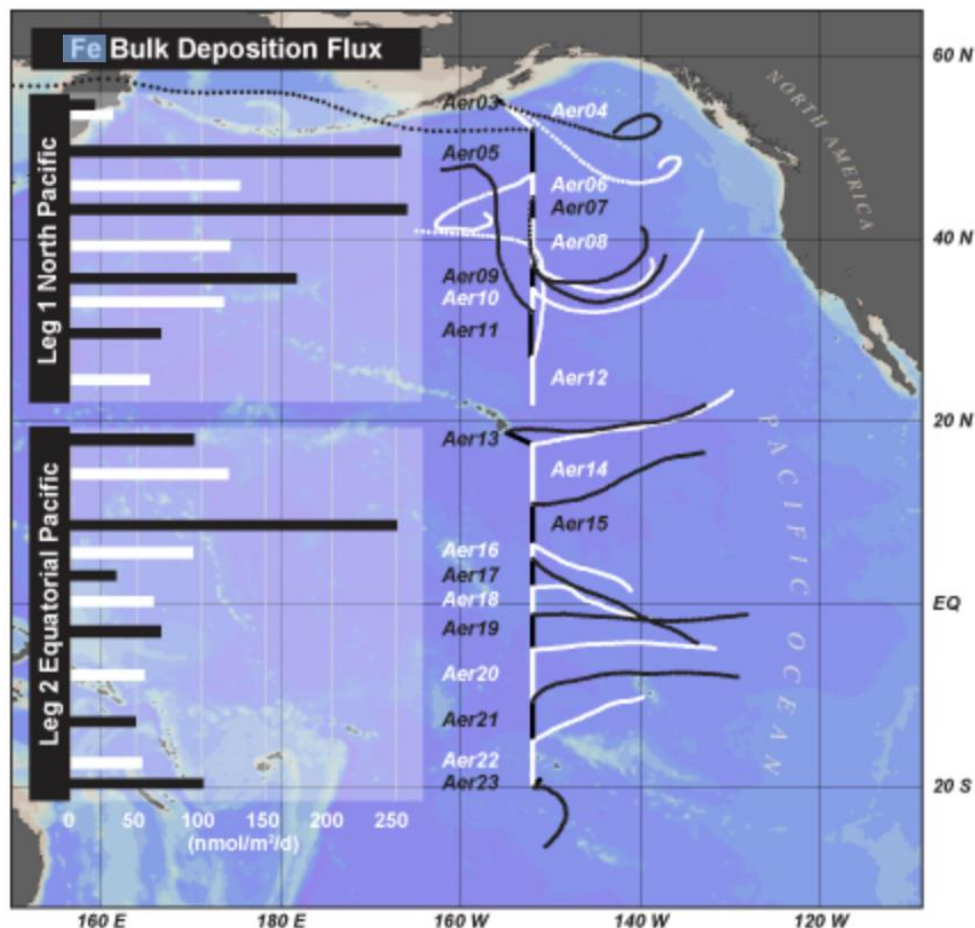 Fe Bulk Deposition Flux
60 N
NORTH AMERICA
Leg 1 North Pacific
Aer03
Aer04
Aer05
Aer06
Aer07
Aer08
40 N
Aer09
Aer10
Aer11
Aer12
20 N
PACIFIC OCEAN
Leg 2 Equatorial Pacific
Aer13
Aer14
Aer15
Aer16
Aer17
Aer18
EQ
Aer19
Aer20
Aer21
Aer22
Aer23
20 S
0 50 100 150 200 250
(nmol/m²/d)
160 E 180 E 160 W 140 W 120 W